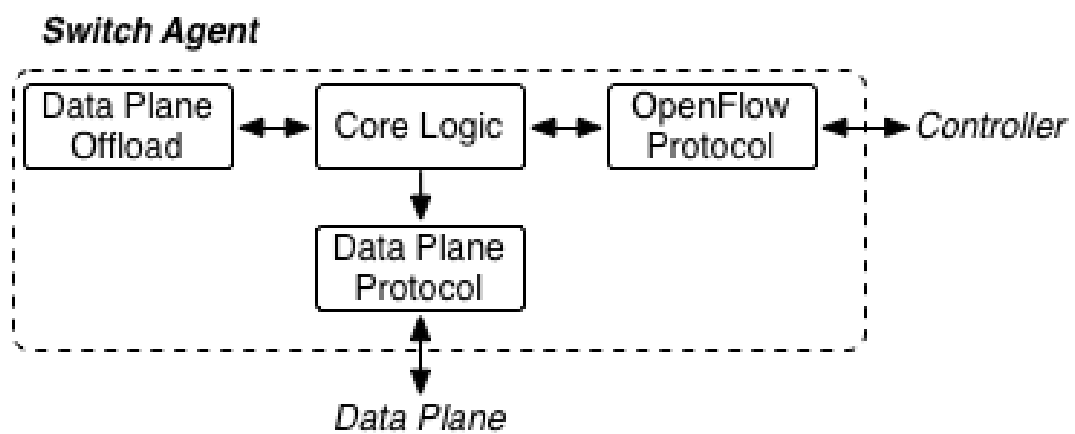 Switch Agent
Data Plane
Offload
Core Logic
OpenFlow
Protocol
Controller
Data Plane
Protocol
Data Plane